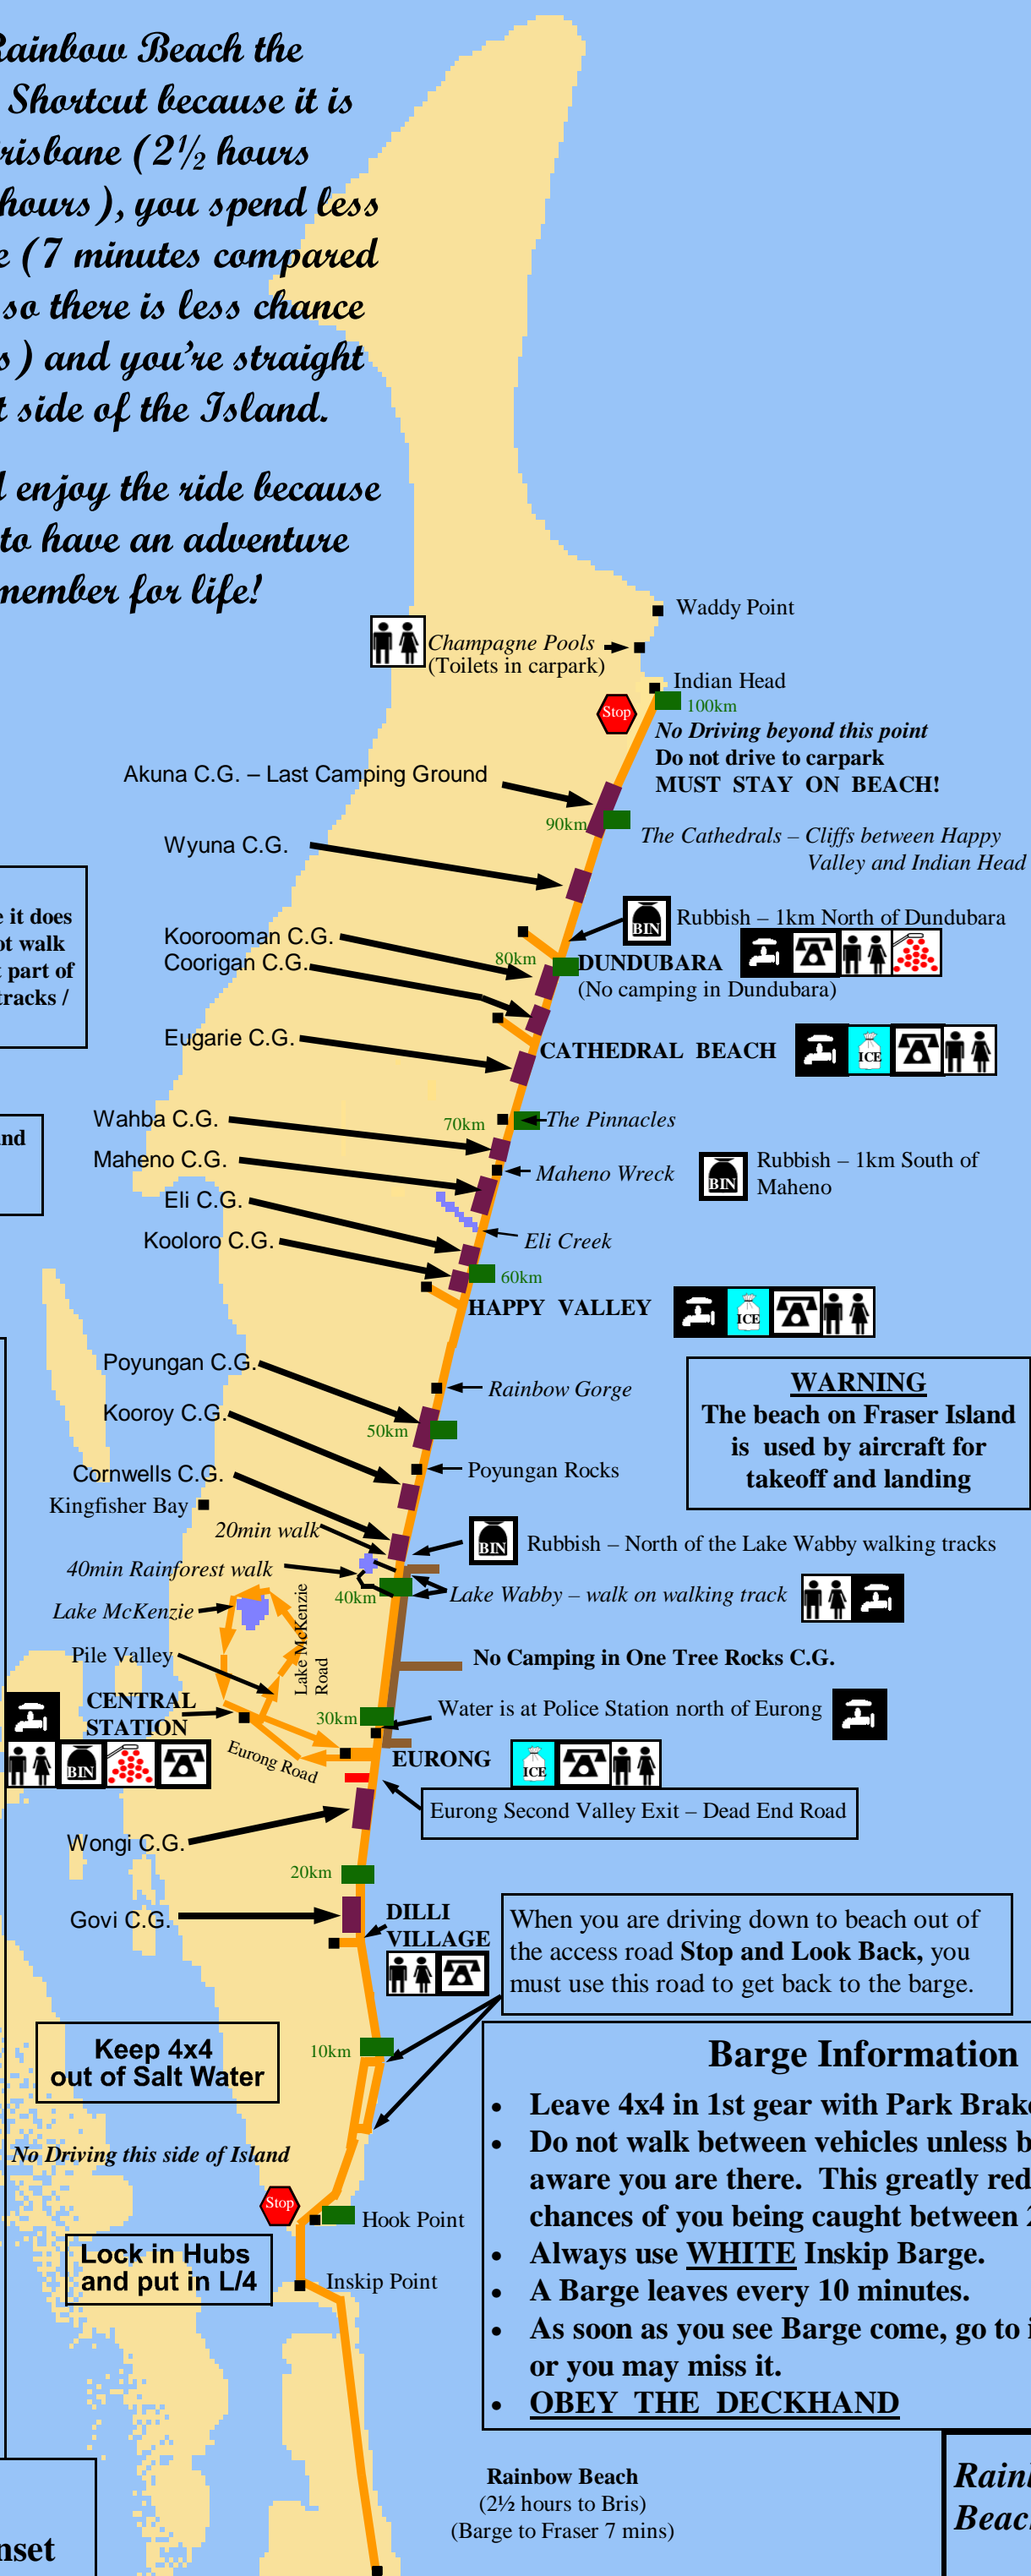 Rainbow Beach the
Shortcut because it is
risbane (2½ hours
hours), you spend less
e (7 minutes compared
so there is less chance
s) and you're straight
t side of the Island.
d enjoy the ride because
to have an adventure
member for life!
Waddy Point
Champagne Pools
(Toilets in carpark)
Indian Head
Stop
100km
No Driving beyond this point
Do not drive to carpark
MUST STAY ON BEACH!
Akuna C.G. – Last Camping Ground
90km
The Cathedrals – Cliffs between Happy
Valley and Indian Head
Wyuna C.G.
e it does
ot walk
t part of
tracks /
BIN
Rubbish – 1km North of Dundubara
Koorooman C.G.
Coorigan C.G.
80km
DUNDUBARA
(No camping in Dundubara)
Eugarie C.G.
CATHEDRAL BEACH
ICE
Wahba C.G.
70km
The Pinnacles
and
Maheno C.G.
Maheno Wreck
BIN
Rubbish – 1km South of
Maheno
Eli C.G.
Kooloro C.G.
Eli Creek
60km
HAPPY VALLEY
ICE
Poyungan C.G.
Rainbow Gorge
WARNING
The beach on Fraser Island
is used by aircraft for
takeoff and landing
Kooroy C.G.
50km
Cornwells C.G.
Poyungan Rocks
Kingfisher Bay
20min walk
BIN
Rubbish – North of the Lake Wabby walking tracks
40min Rainforest walk
40km
Lake Wabby – walk on walking track
Lake McKenzie
Lake McKenzie
Road
Pile Valley
No Camping in One Tree Rocks C.G.
CENTRAL
STATION
BIN
30km
Water is at Police Station north of Eurong
Eurong Road
EURONG
ICE
Eurong Second Valley Exit – Dead End Road
Wongi C.G.
20km
Govi C.G.
DILLI
VILLAGE
When you are driving down to beach out of
the access road Stop and Look Back, you
must use this road to get back to the barge.
Keep 4x4
out of Salt Water
10km
No Driving this side of Island
Stop
Hook Point
Lock in Hubs
and put in L/4
Inskip Point
Barge Information
• Leave 4x4 in 1st gear with Park Brake
• Do not walk between vehicles unless b
aware you are there. This greatly red
chances of you being caught between 2
• Always use WHITE Inskip Barge.
• A Barge leaves every 10 minutes.
• As soon as you see Barge come, go to i
or you may miss it.
• OBEY THE DECKHAND
Rainbow Beach
(2½ hours to Bris)
(Barge to Fraser 7 mins)
Rainb
Beac
nset